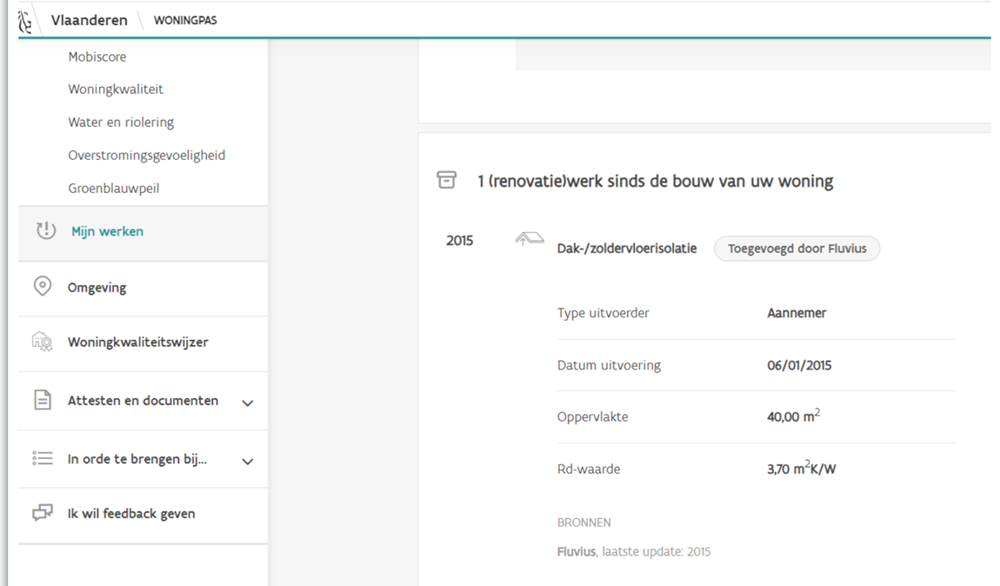 Vlaanderen
WONINGPAS
Mobiscore
Woningkwaliteit
Water en riolering
Overstromingsgevoeligheid
Groenblauwpeil
Mijn werken
Omgeving
Woningkwaliteitswijzer
Attesten en documenten
In orde te brengen bij...
Ik wil feedback geven
1 (renovatie)werk sinds de bouw van uw woning
2015
Dak-/zoldervloerisolatie
Toegevoegd door Fluvius
Type uitvoerder Aannemer
Datum uitvoering 06/01/2015
Oppervlakte 40,00 m²
Rd-waarde 3,70 m²K/W
BRONNEN
Fluvius, laatste update: 2015